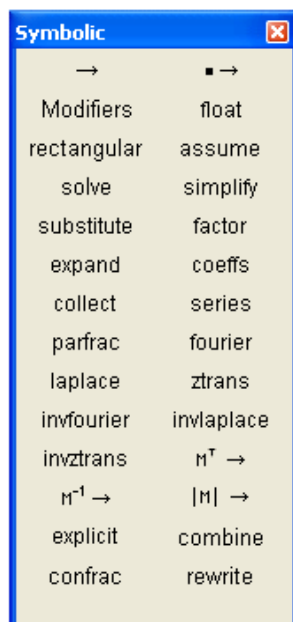 Symbolic
→ ▪ →
Modifiers float
rectangular assume
solve simplify
substitute factor
expand coeffs
collect series
parfrac fourier
laplace ztrans
invfourier invlaplace
invztrans Mᵀ →
M⁻¹ → |M| →
explicit combine
confrac rewrite